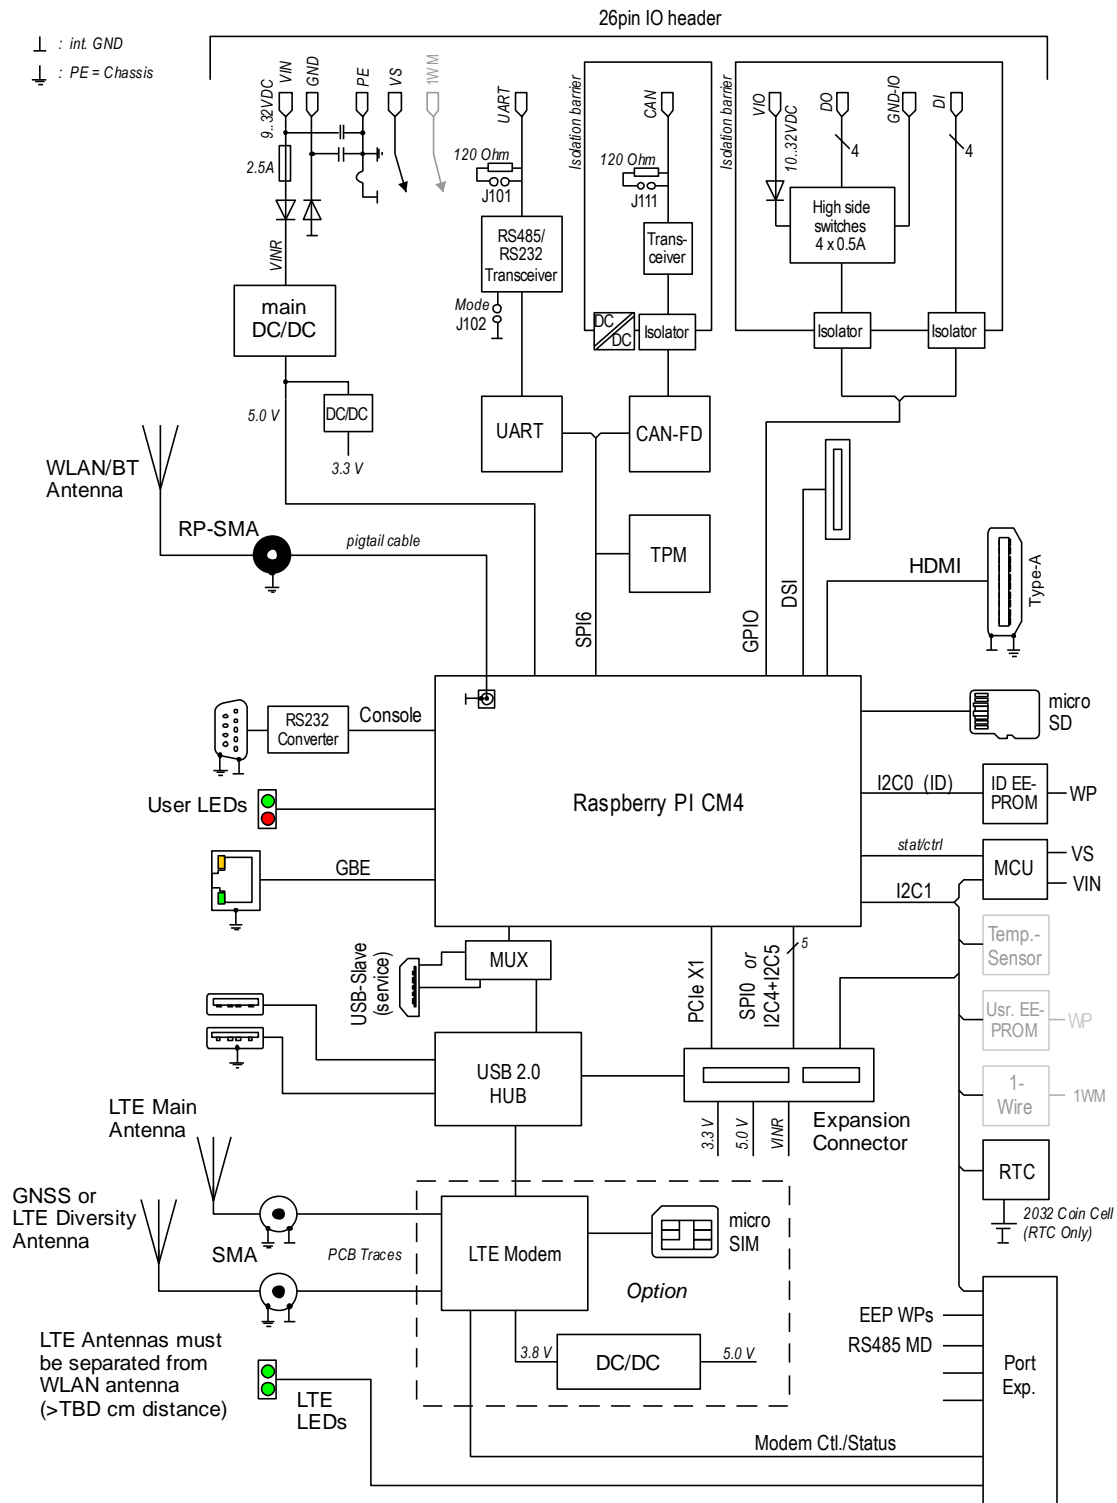 26pin IO header
: int. GND
: PE = Chassis
9..32VDC
VIN
GND
PE
VS
1WM
UART
Isolation barrier
CAN
Isolation barrier
VIO
10..32VDC
DO
GND-IO
DI
2.5A
120 Ohm
J101
120 Ohm
J111
4
4
VINR
RS485/
RS232
Transceiver
Trans-
ceiver
High side
switches
4 x 0.5A
main
DC/DC
Mode
J102
DC
DC
Isolator
Isolator
Isolator
5.0 V
DC/DC
3.3 V
UART
CAN-FD
WLAN/BT
Antenna
RP-SMA
pigtail cable
TPM
SPI6
GPIO
DSI
HDMI
Type-A
RS232
Converter
Console
micro
SD
User LEDs
Raspberry PI CM4
I2C0 (ID)
ID EE-
PROM
WP
stat/ctrl
MCU
VS
VIN
GBE
I2C1
Temp.-
Sensor
USB-Slave
(service)
MUX
PCIe X1
SPI0 or
I2C4+I2C5
5
Usr. EE-
PROM
WP
USB 2.0
HUB
1-
Wire
1WM
LTE Main
Antenna
3.3 V
5.0 V
VINR
Expansion
Connector
RTC
GNSS or
LTE Diversity
Antenna
SMA
PCB Traces
LTE Modem
micro
SIM
2032 Coin Cell
(RTC Only)
Option
EEP WPs
RS485 MD
LTE Antennas must
be separated from
WLAN antenna
(>TBD cm distance)
3.8 V
DC/DC
5.0 V
Port
Exp.
LTE
LEDs
Modem Ctl./Status